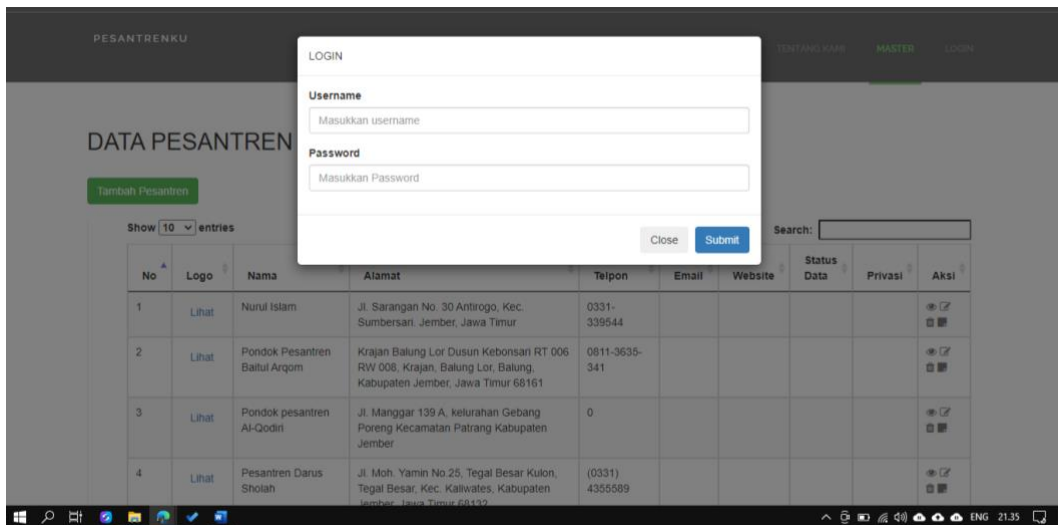 PESANTRENKU
TENTANG KAMI
MASTER
LOGIN
LOGIN
Username
Masukkan username
Password
Masukkan Password
Close
Submit
DATA PESANTREN
Tambah Pesantren
Show 10 entries
Search:
No Logo Nama Alamat Telpon Email Website Status Data Privasi Aksi
1 Lihat Nurul Islam Jl. Sarangan No. 30 Antirogo, Kec. 0331-
Sumbersari. Jember, Jawa Timur 339544
2 Lihat Pondok Pesantren Krajan Balung Lor Dusun Kebonsari RT 006 0811-3635-
Baitul Arqom RW 008, Krajan, Balung Lor, Balung, 341
Kabupaten Jember, Jawa Timur 68161
3 Lihat Pondok pesantren Jl. Manggar 139 A, kelurahan Gebang 0
Al-Qodiri Poreng Kecamatan Patrang Kabupaten
Jember
4 Lihat Pesantren Darus Jl. Moh. Yamin No.25, Tegal Besar Kulon, (0331)
Sholah Tegal Besar, Kec. Kaliwates, Kabupaten 4355589
Jember, Jawa Timur 68132
ENG 21.35